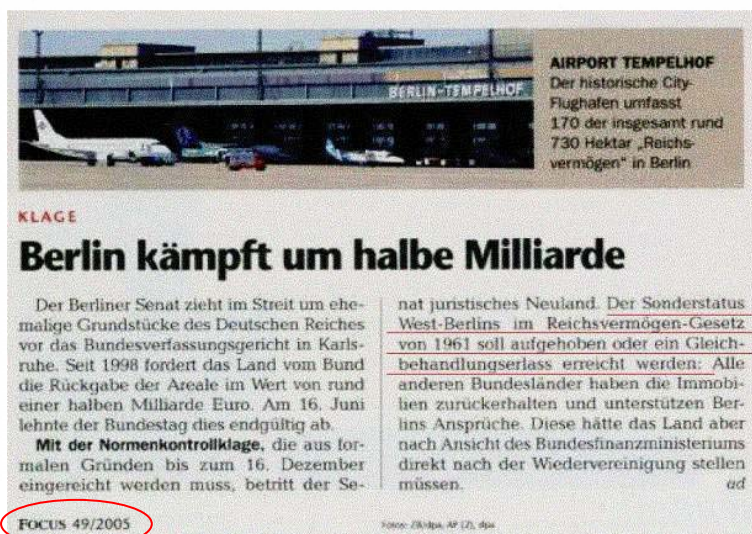 BERLIN-TEMPELHOF
AIRPORT TEMPELHOF
Der historische City-
Flughafen umfasst
170 der insgesamt rund
730 Hektar „Reichs-
vermögen“ in Berlin
KLAGE
Berlin kämpft um halbe Milliarde
Der Berliner Senat zieht im Streit um ehe-
malige Grundstücke des Deutschen Reiches
vor das Bundesverfassungsgericht in Karls-
ruhe. Seit 1998 fordert das Land vom Bund
die Rückgabe der Areale im Wert von rund
einer halben Milliarde Euro. Am 16. Juni
lehnte der Bundestag dies endgültig ab.
Mit der Normenkontrollklage, die aus for-
malen Gründen bis zum 16. Dezember
eingereicht werden muss, betritt der Se-
nat juristisches Neuland. Der Sonderstatus
West-Berlins im Reichsvermögen-Gesetz
von 1961 soll aufgehoben oder ein Gleich-
behandlungserlass erreicht werden: Alle
anderen Bundesländer haben die Immobi-
lien zurückerhalten und unterstützen Ber-
lins Ansprüche. Diese hätte das Land aber
nach Ansicht des Bundesfinanzministeriums
direkt nach der Wiedervereinigung stellen
müssen. ad
FOCUS 49/2005
Fotos: ZB/dpa, AP (2), dpa